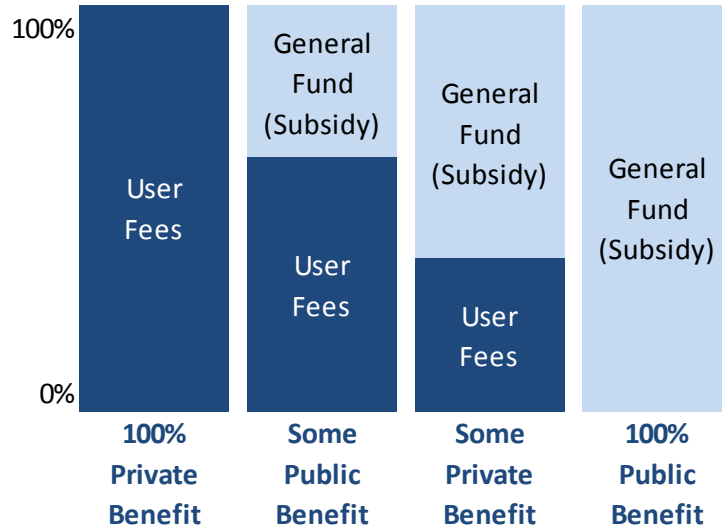 100%
0%
User
Fees
General
Fund
(Subsidy)
User
Fees
General
Fund
(Subsidy)
User
Fees
General
Fund
(Subsidy)
100%
Private
Benefit
Some
Public
Benefit
Some
Private
Benefit
100%
Public
Benefit